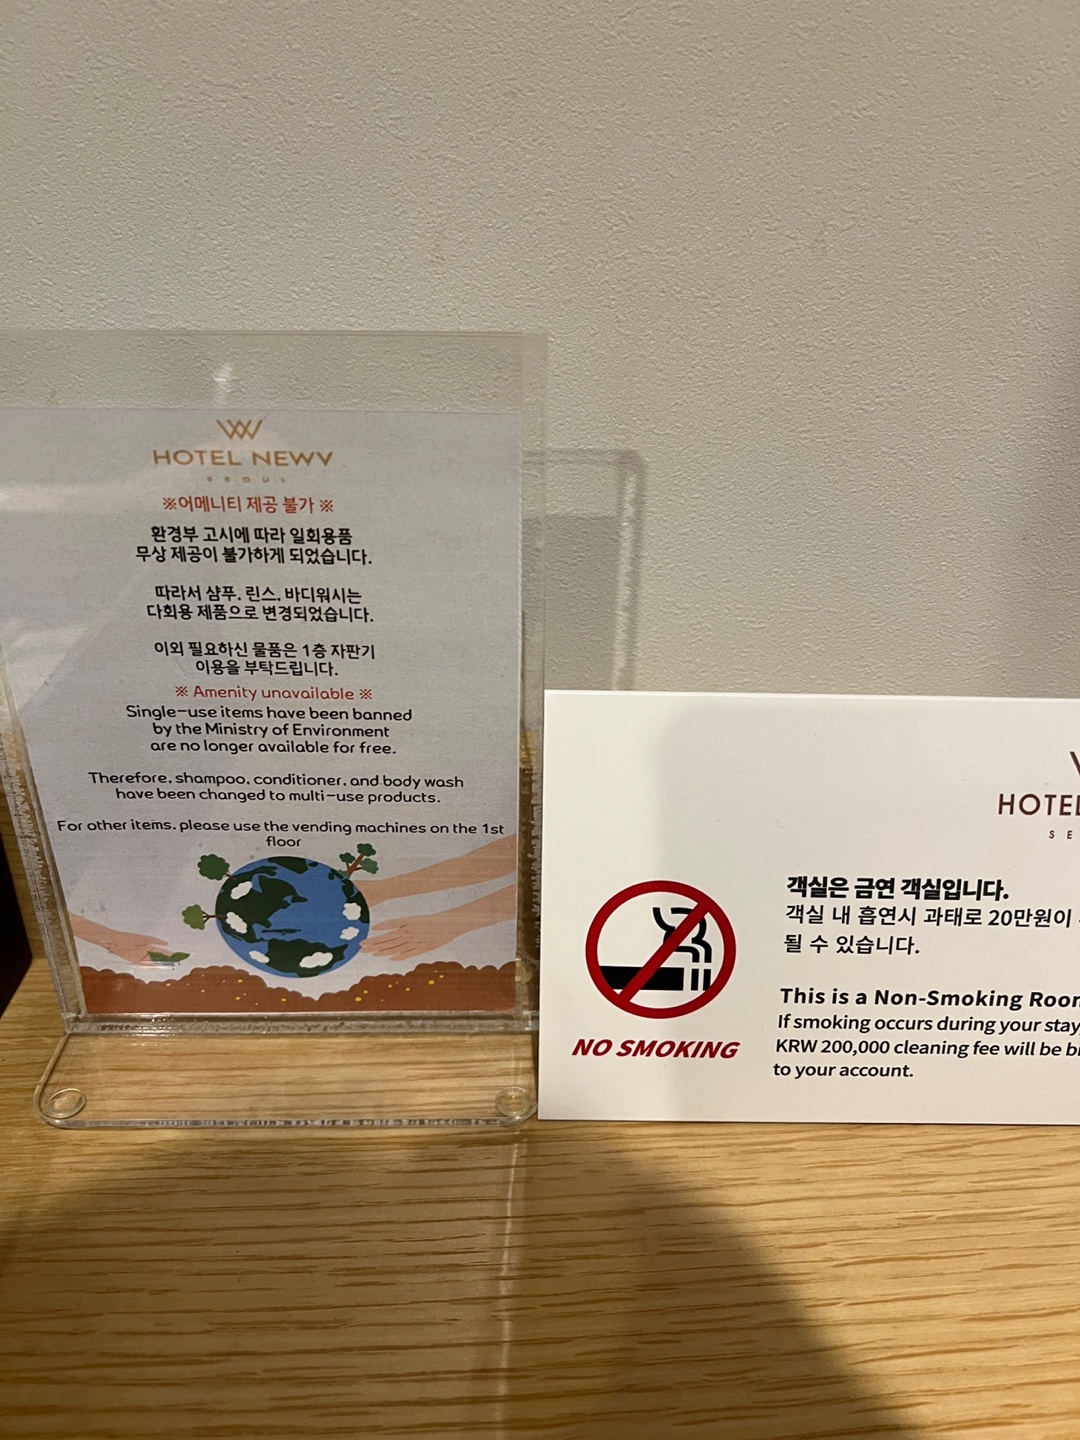 HOTEL NEWV
SEOUL
※어메니티 제공 불가 ※
환경부 고시에 따라 일회용품
무상 제공이 불가하게 되었습니다.
따라서 샴푸, 린스, 바디워시는
다회용 제품으로 변경되었습니다.
이외 필요하신 물품은 1층 자판기
이용을 부탁드립니다.
※ Amenity unavailable ※
Single-use items have been banned
by the Ministry of Environment
are no longer available for free.
Therefore, shampoo, conditioner, and body wash
have been changed to multi-use products.
For other items, please use the vending machines on the 1st
floor
HOTEL
SE
객실은 금연 객실입니다.
객실 내 흡연시 과태로 20만원이
될 수 있습니다.
NO SMOKING
This is a Non-Smoking Room
If smoking occurs during your stay,
KRW 200,000 cleaning fee will be bi
to your account.